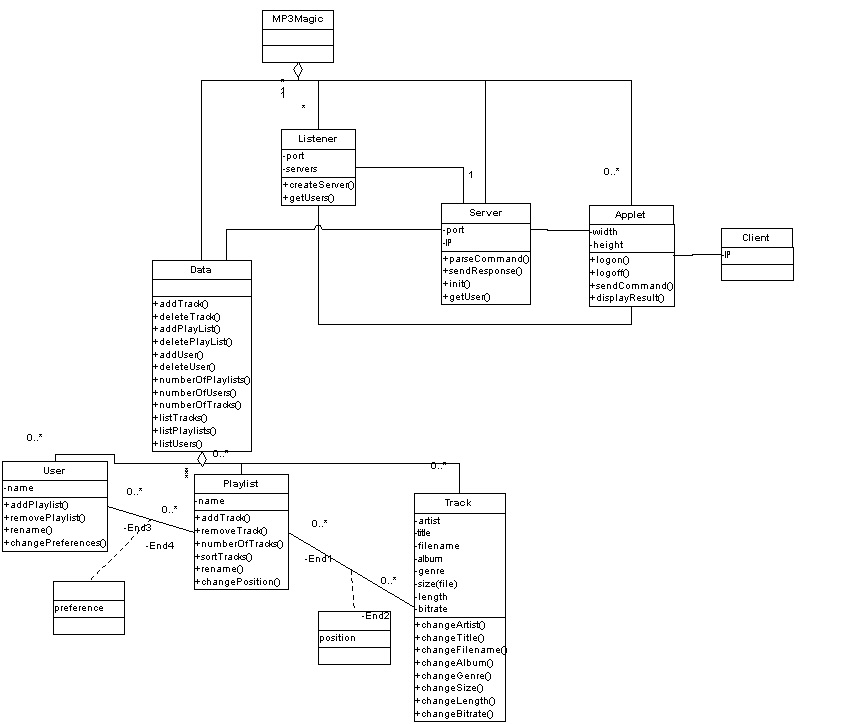 MP3Magic
*
1
*
Listener
-port
-servers
+createServer()
+getUsers()
1
0..*
Server
-port
-IP
+parseCommand()
+sendResponse()
+init()
+getUser()
Applet
-width
-height
+logon()
+logoff()
+sendCommand()
+displayResult()
Client
-IP
Data
+addTrack()
+deleteTrack()
+addPlayList()
+deletePlayList()
+addUser()
+deleteUser()
+numberOfPlaylists()
+numberOfUsers()
+numberOfTracks()
+listTracks()
+listPlaylists()
+listUsers()
0..*
0..*
0..*
*
*
User
-name
+addPlaylist()
+removePlaylist()
+rename()
+changePreferences()
0..*
0..*
-End3
-End4
preference
Playlist
-name
+addTrack()
+removeTrack()
+numberOfTracks()
+sortTracks()
+rename()
+changePosition()
0..*
-End1
0..*
-End2
position
Track
-artist
-title
-filename
-album
-genre
-size(file)
-length
-bitrate
+changeArtist()
+changeTitle()
+changeFilename()
+changeAlbum()
+changeGenre()
+changeSize()
+changeLength()
+changeBitrate()